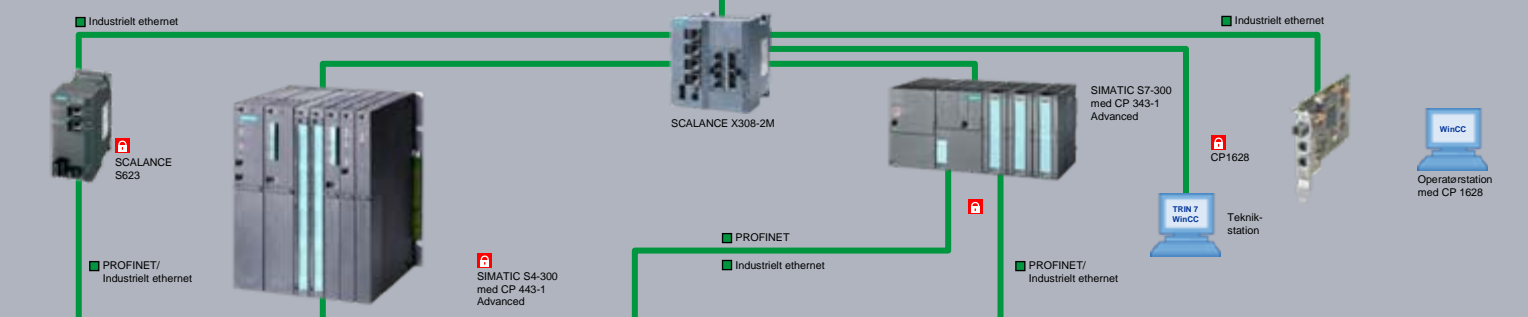 Industrielt ethernet
Industrielt ethernet
SCALANCE X308-2M
SIMATIC S7-300
med CP 343-1
Advanced
SCALANCE
S623
CP1628
WinCC
Operatørstation
med CP 1628
TRIN 7
WinCC
Teknik-
station
PROFINET
Industrielt ethernet
PROFINET/
Industrielt ethernet
SIMATIC S4-300
med CP 443-1
Advanced
PROFINET/
Industrielt ethernet